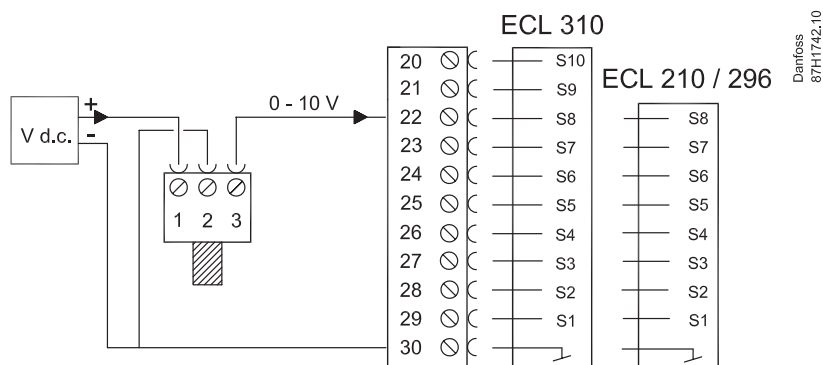 ECL 310
ECL 210 / 296
Danfoss
87H1742.10
V d.c.
+
-
0 - 10 V
1 2 3
20 S10
21 S9
22 S8 S8
23 S7 S7
24 S6 S6
25 S5 S5
26 S4 S4
27 S3 S3
28 S2 S2
29 S1 S1
30